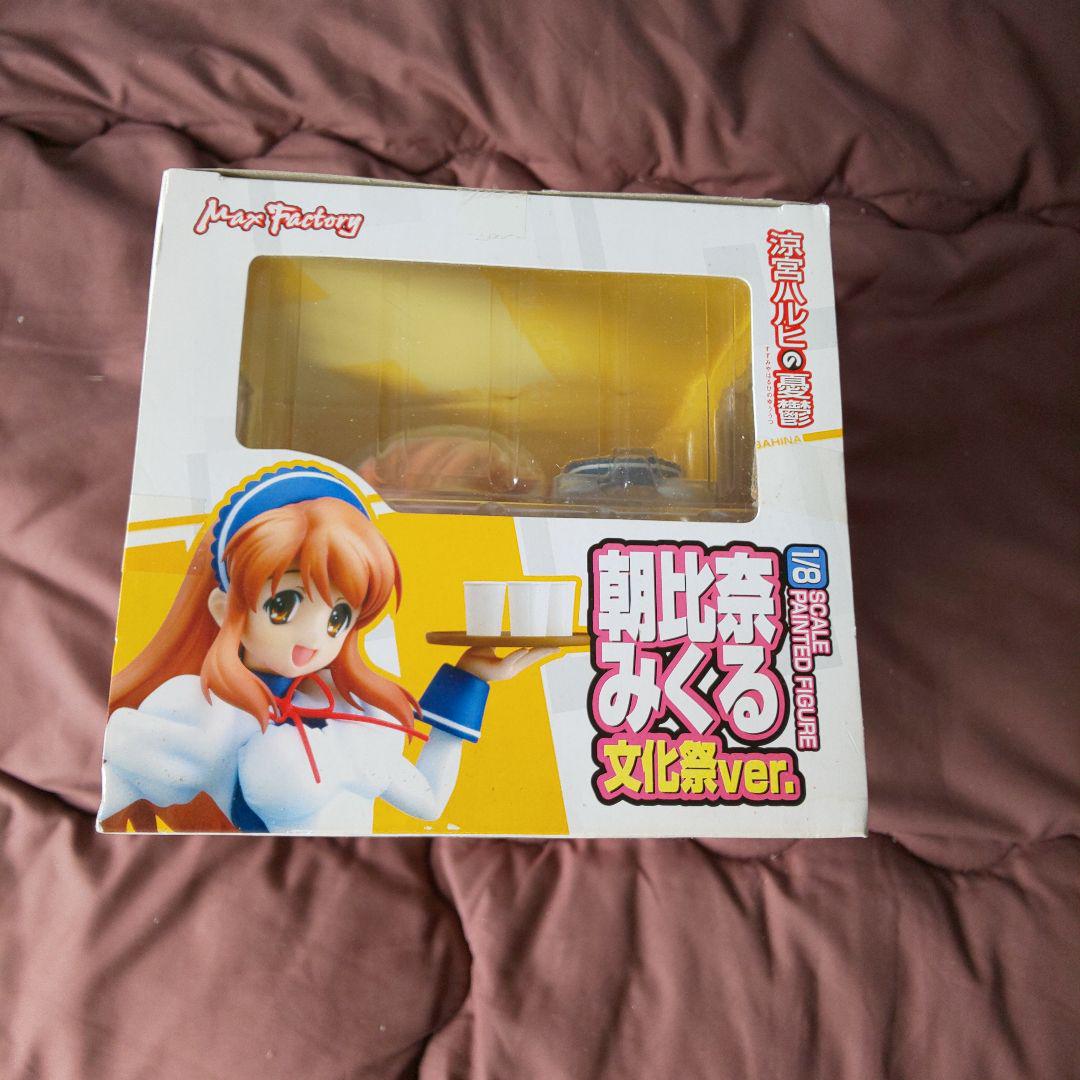 Max Factory
涼宮ハルヒの憂鬱
すずみやはるひのゆううつ
AHINA
朝比奈
みくる
文化祭ver.
1/8 SCALE
PAINTED FIGURE